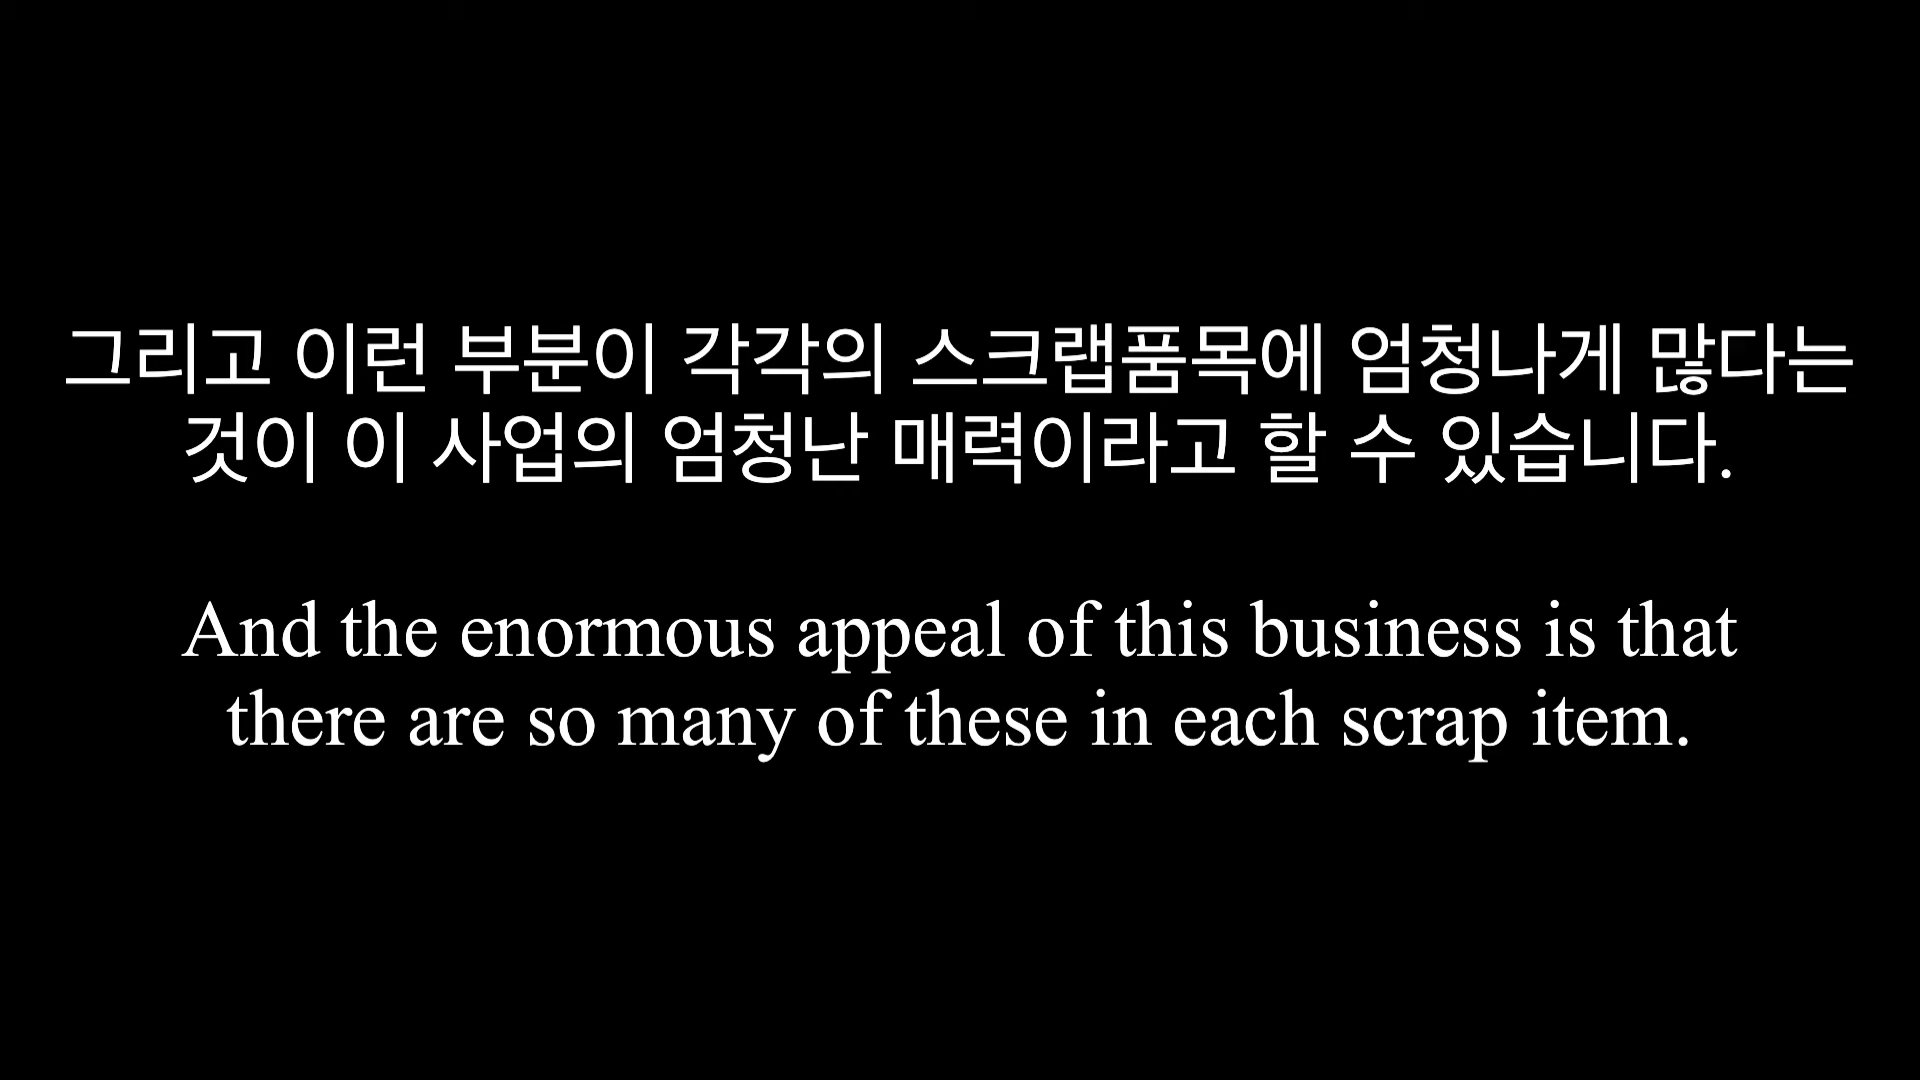 그리고 이런 부분이 각각의 스크랩품목에 엄청나게 많다는
것이 이 사업의 엄청난 매력이라고 할 수 있습니다.
And the enormous appeal of this business is that
there are so many of these in each scrap item.